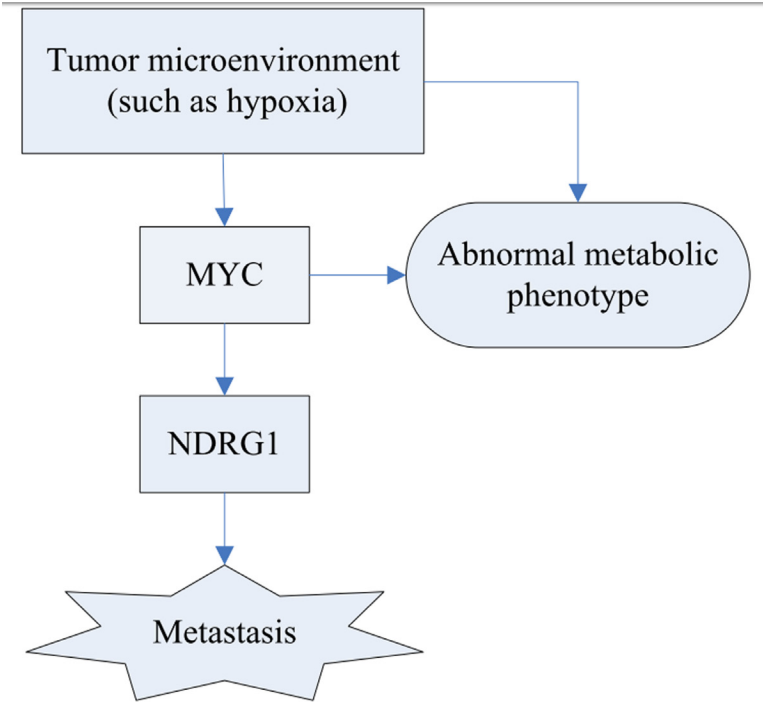 Tumor microenvironment
(such as hypoxia)
MYC
Abnormal metabolic
phenotype
NDRG1
Metastasis